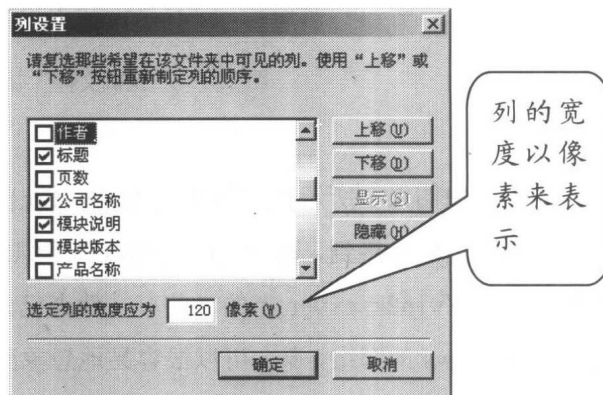 列设置
请复选那些希望在该文件夹中可见的列。使用“上移”或
“下移”按钮重新制定列的顺序。
作者
标题
页数
公司名称
模块说明
模块版本
产品名称
上移(U)
下移(D)
显示(S)
隐藏(H)
选定列的宽度应为 120 像素(W)
确定 取消
列的宽
度以像
素来表
示